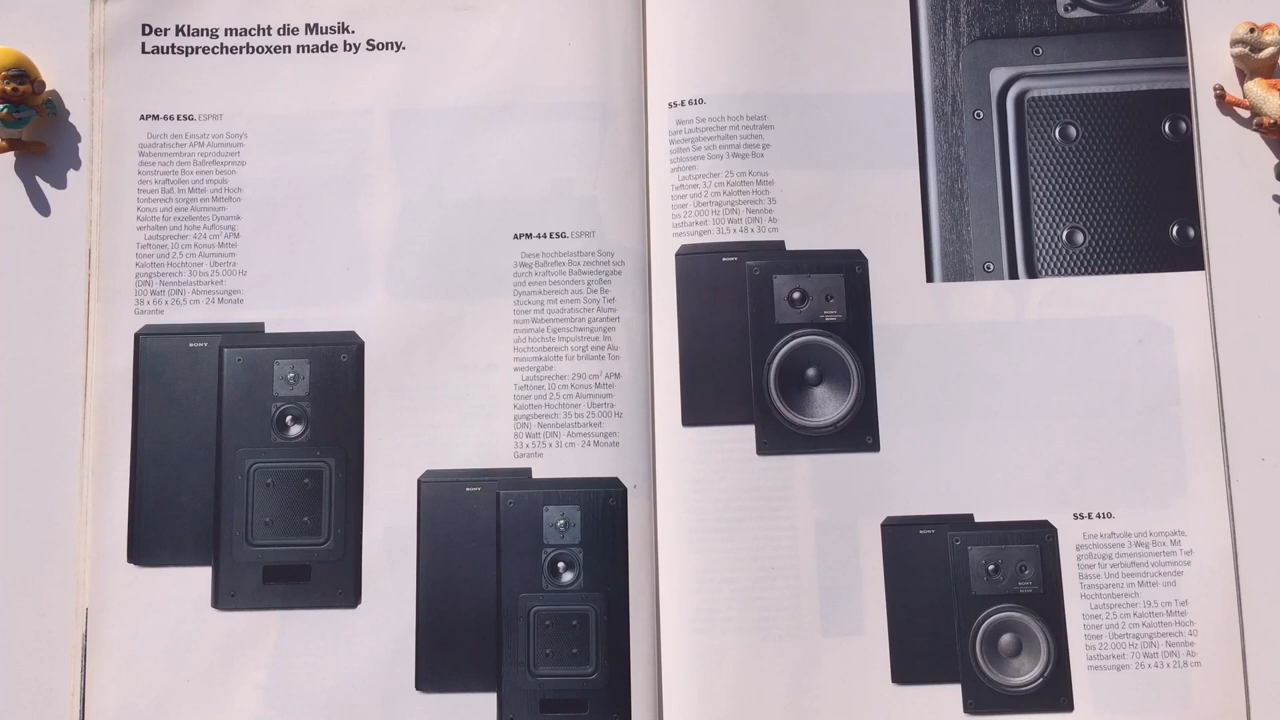 Der Klang macht die Musik.
Lautsprecherboxen made by Sony.
APM-66 ESG. ESPRIT
Durch den Einsatz von Sony's
quadratischer APM-Aluminium-
Wabenmembran reproduziert
diese nach dem Baßreflexprinzip
konstruierte Box einen beson-
ders kraftvollen und impuls-
treuen Baß. Im Mittel- und Hoch-
tonbereich sorgen ein Mittelton-
Konus und eine Aluminium-
Kalotte für exzellentes Dynamik-
verhalten und hohe Auflösung:
Lautsprecher: 424 cm² APM-
Tieftöner, 10 cm Konus-Mittel-
töner und 2,5 cm Aluminium-
Kalotten-Hochtöner · Übertra-
gungsbereich: 30 bis 25.000 Hz
(DIN) · Nennbelastbarkeit:
100 Watt (DIN) · Abmessungen:
38 x 66 x 26,5 cm · 24 Monate
Garantie
SONY
APM-44 ESG. ESPRIT
Diese hochbelastbare Sony
3-Weg-Baßreflex-Box zeichnet sich
durch kraftvolle Baßwiedergabe
und einen besonders großen
Dynamikbereich aus. Die Be-
stückung mit einem Sony Tief-
töner mit quadratischer Alumi-
nium Wabenmembran garantiert
minimale Eigenschwingungen
und höchste Impulstreue. Im
Hochtonbereich sorgt eine Alu-
miniumkalotte für brillante Ton-
wiedergabe:
Lautsprecher: 290 cm² APM-
Tieftöner, 10 cm Konus-Mittel-
töner und 2,5 cm Aluminium-
Kalotten-Hochtöner · Übertra-
gungsbereich: 35 bis 25.000 Hz
(DIN) · Nennbelastbarkeit:
80 Watt (DIN) · Abmessungen:
33 x 57,5 x 31 cm · 24 Monate
Garantie
SONY
SS-E 610.
Wenn Sie noch hoch belast-
bare Lautsprecher mit neutralem
Wiedergabeverhalten suchen,
sollten Sie sich einmal diese ge-
schlossene Sony 3-Wege-Box
anhören:
Lautsprecher: 25 cm Konus-
Tieftöner, 3,7 cm Kalotten-Mittel-
töner und 2 cm Kalotten-Hoch-
töner · Übertragungsbereich: 35
bis 22.000 Hz (DIN) · Nennbe-
lastbarkeit: 100 Watt (DIN) · Ab-
messungen: 31,5 x 48 x 30 cm
SONY
SONY
SS-E 410.
Eine kraftvolle und kompakte,
geschlossene 3-Weg-Box. Mit
großzügig dimensioniertem Tief-
töner für verblüffend voluminöse
Bässe. Und beeindruckender
Transparenz im Mittel- und
Hochtonbereich:
Lautsprecher: 19,5 cm Tief-
töner, 2,5 cm Kalotten-Mittel-
töner und 2 cm Kalotten-Hoch-
töner · Übertragungsbereich: 40
bis 22.000 Hz (DIN) · Nennbe-
lastbarkeit: 70 Watt (DIN) · Ab-
messungen: 26 x 43 x 21,8 cm
SONY
SONY